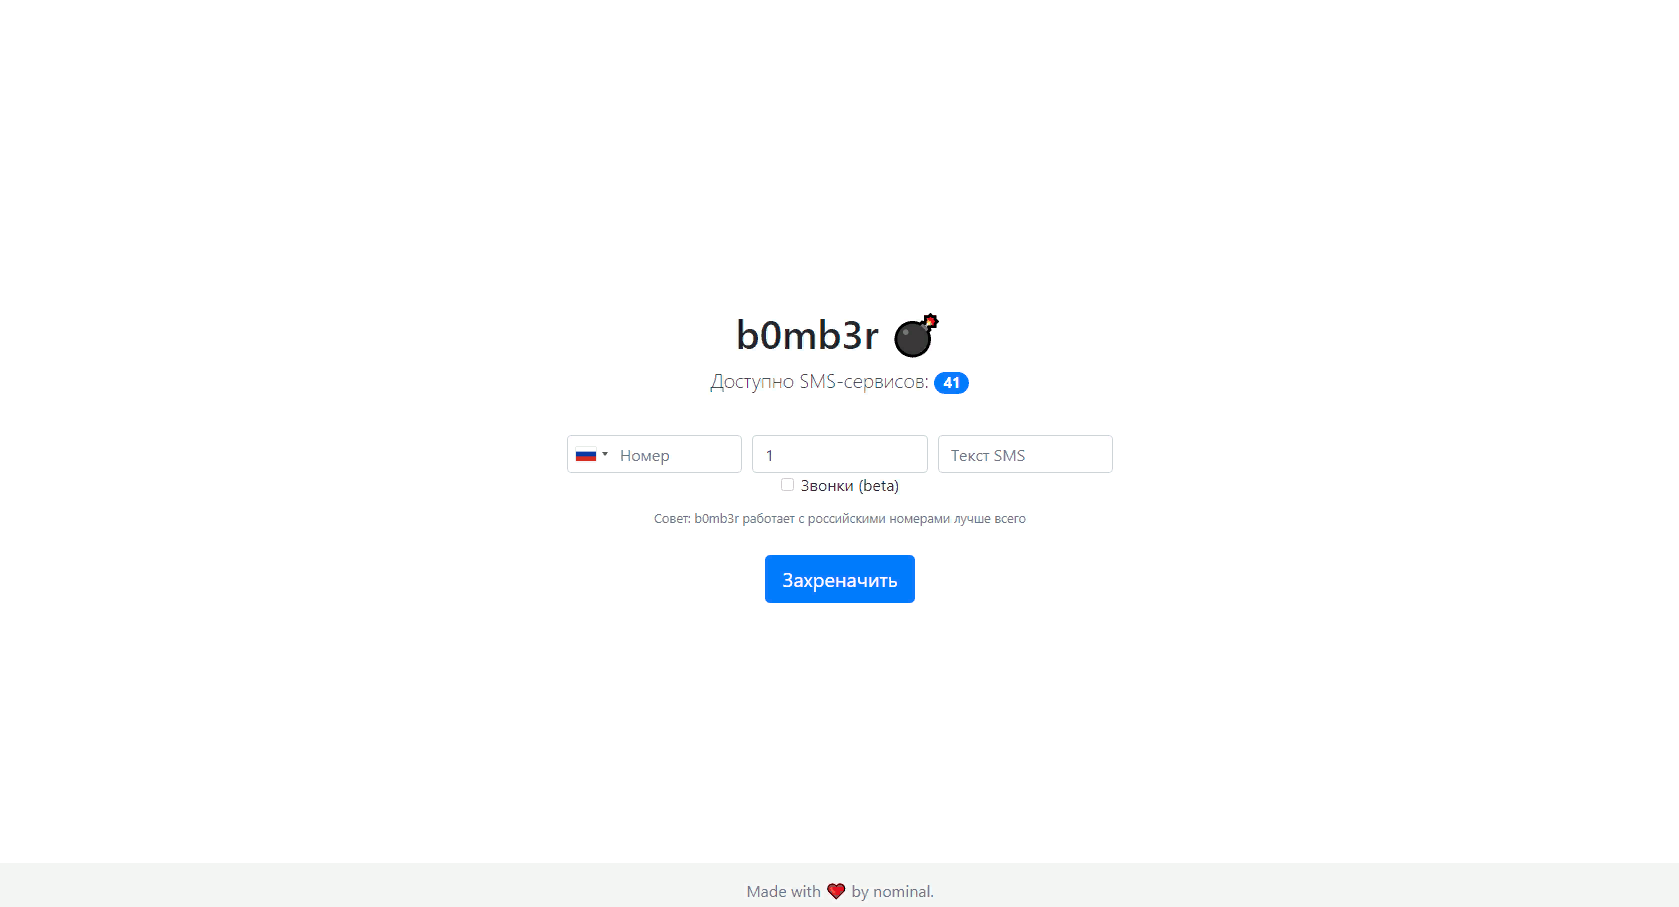 b0mb3r
Доступно SMS-сервисов: 41
Номер 1 Текст SMS
Звонки (beta)
Совет: b0mb3r работает с российскими номерами лучше всего
Захреначить
Made with ❤ by nominal.